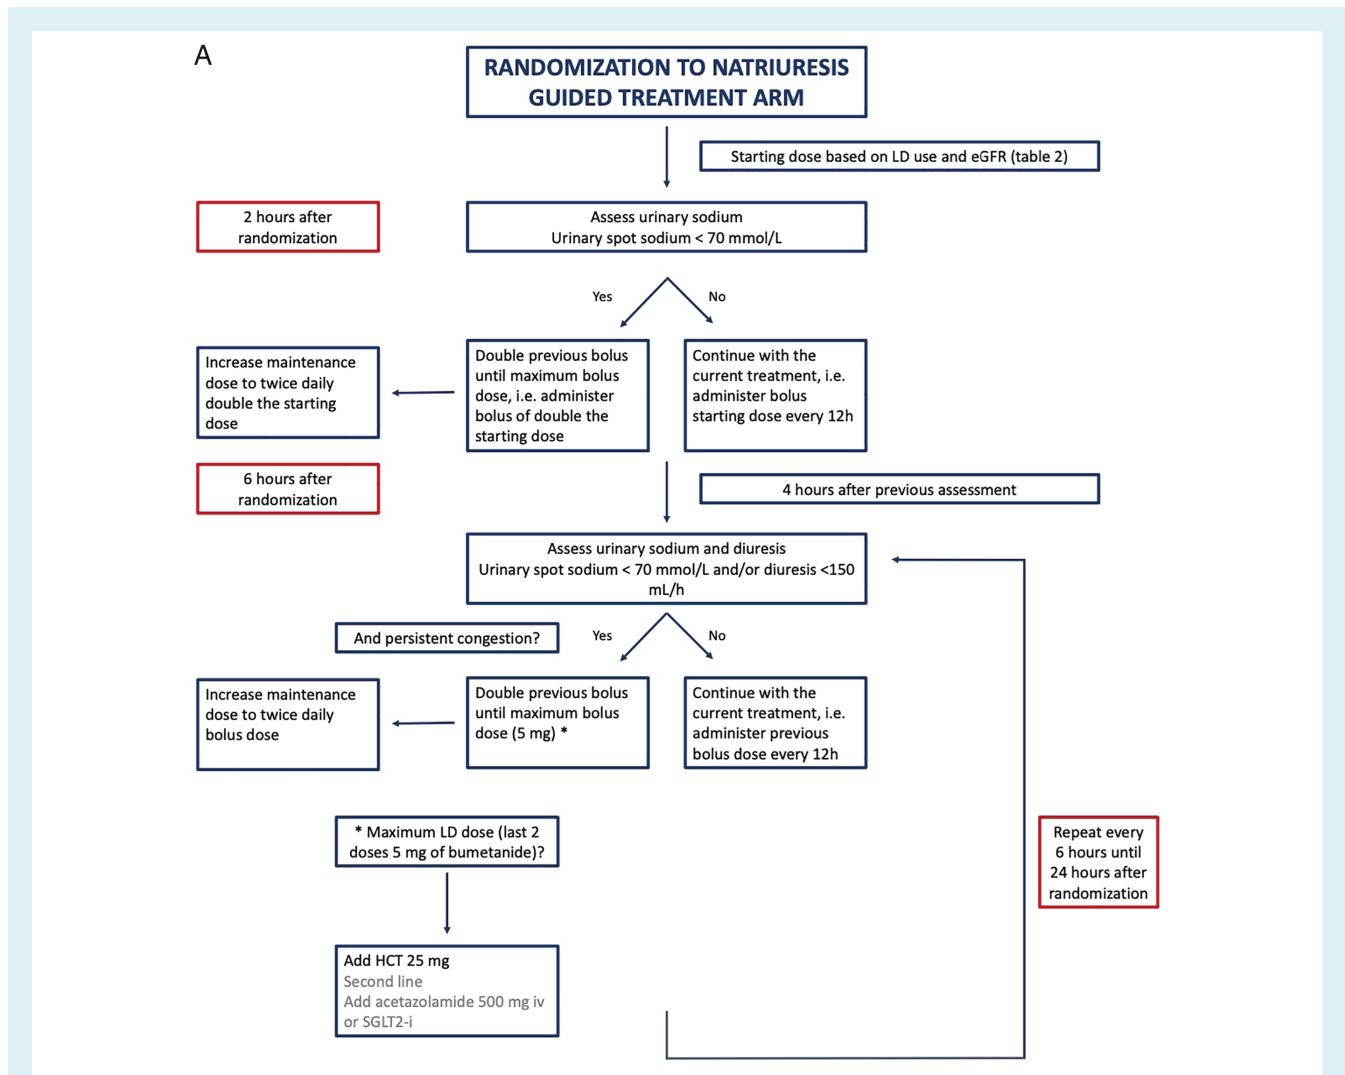 A
RANDOMIZATION TO NATRIURESIS
GUIDED TREATMENT ARM
Starting dose based on LD use and eGFR (table 2)
2 hours after
randomization
Assess urinary sodium
Urinary spot sodium < 70 mmol/L
Yes
No
Increase maintenance
dose to twice daily
double the starting
dose
Double previous bolus
until maximum bolus
dose, i.e. administer
bolus of double the
starting dose
Continue with the
current treatment, i.e.
administer bolus
starting dose every 12h
6 hours after
randomization
4 hours after previous assessment
Assess urinary sodium and diuresis
Urinary spot sodium < 70 mmol/L and/or diuresis <150
mL/h
And persistent congestion?
Yes
No
Increase maintenance
dose to twice daily
bolus dose
Double previous bolus
until maximum bolus
dose (5 mg) *
Continue with the
current treatment, i.e.
administer previous
bolus dose every 12h
* Maximum LD dose (last 2
doses 5 mg of bumetanide)?
Repeat every
6 hours until
24 hours after
randomization
Add HCT 25 mg
Second line
Add acetazolamide 500 mg iv
or SGLT2-i